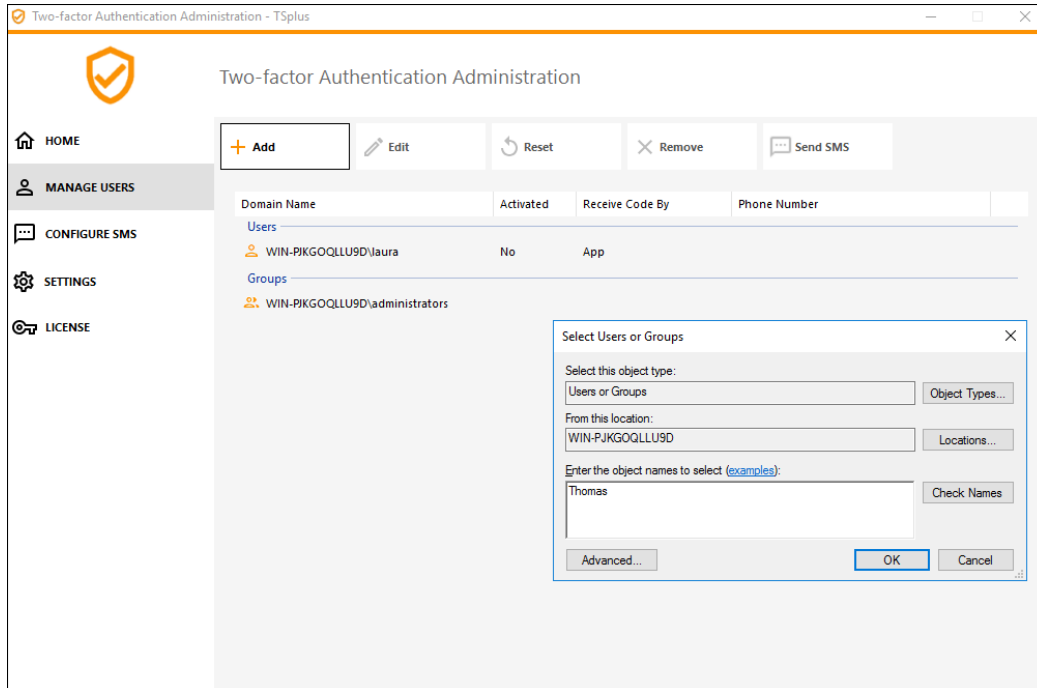 Two-factor Authentication Administration - TSplus
Two-factor Authentication Administration
HOME
MANAGE USERS
CONFIGURE SMS
SETTINGS
LICENSE
Add Edit Reset Remove Send SMS
Domain Name Activated Receive Code By Phone Number
Users
WIN-PJKGOQLLU9D\laura No App
Groups
WIN-PJKGOQLLU9D\administrators
Select Users or Groups
Select this object type:
Users or Groups Object Types...
From this location:
WIN-PJKGOQLLU9D Locations...
Enter the object names to select (examples):
Thomas Check Names
Advanced... OK Cancel